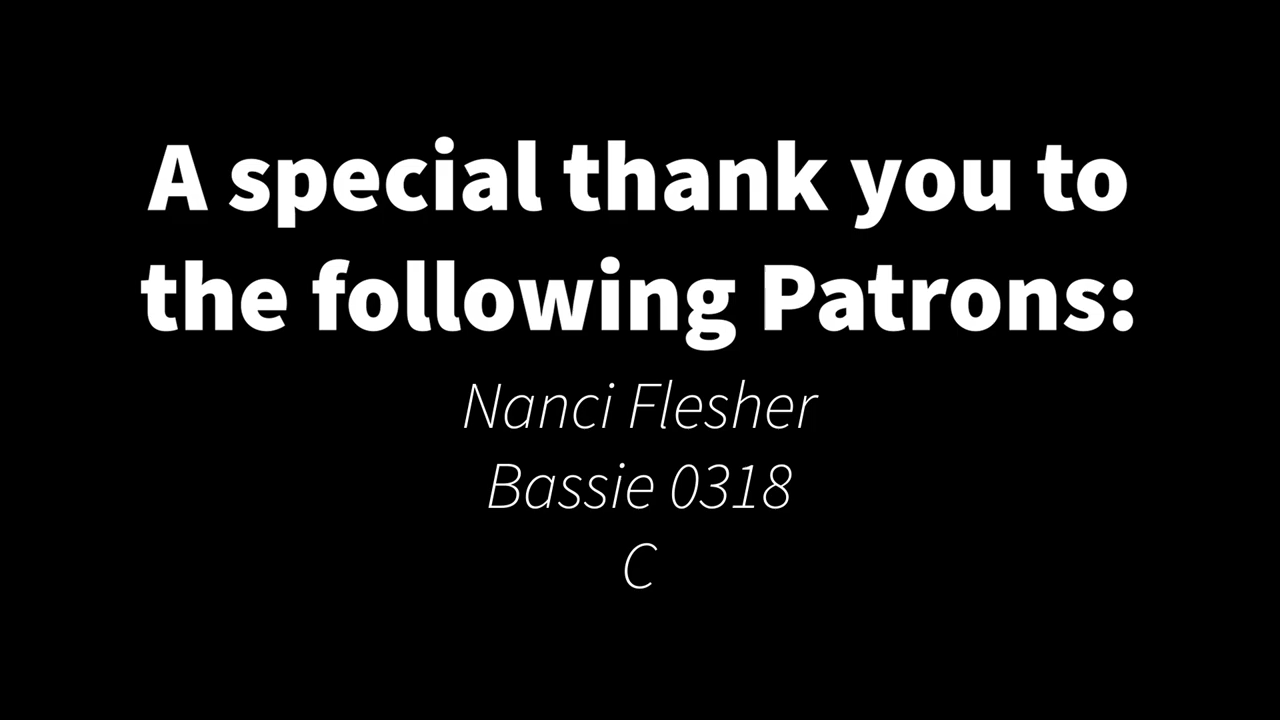 A special thank you to
the following Patrons:
Nanci Flesher
Bassie 0318
C